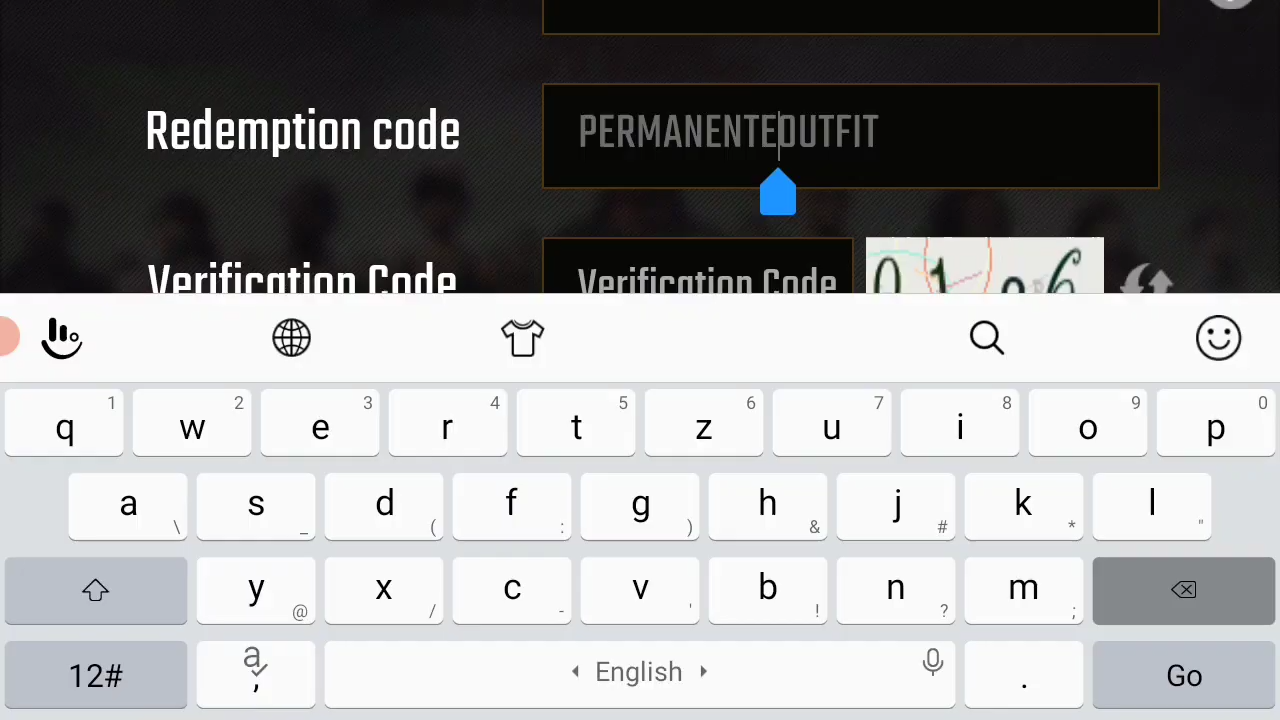 Redemption code PERMANENTEOUTFIT
Verification Code Verification Code
q 1 w 2 e 3 r 4 t 5 z 6 u 7 i 8 o 9 p 0
a \ s _ d ( f : g ) h & j # k * l "
y @ x / c - v ' b ! n ? m ;
12# a , English . Go